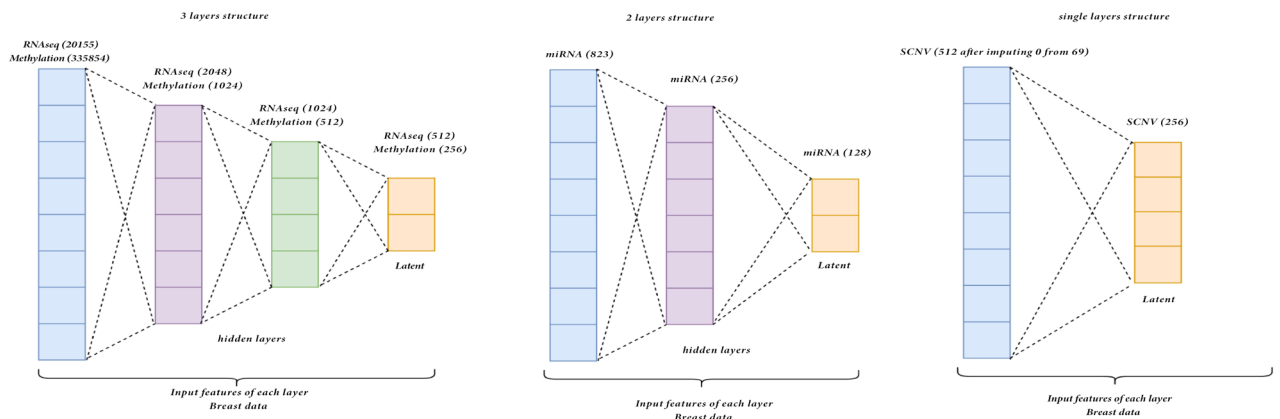 3 layers structure
RNAseq (20155)
Methylation (335854)
RNAseq (2048)
Methylation (1024)
RNAseq (1024)
Methylation (512)
RNAseq (512)
Methylation (256)
Latent
hidden layers
Input features of each layer
Breast data
2 layers structure
miRNA (823)
miRNA (256)
miRNA (128)
Latent
hidden layers
Input features of each layer
Breast data
single layers structure
SCNV (512 after imputing 0 from 69)
SCNV (256)
Latent
Input features of each layer
Breast data